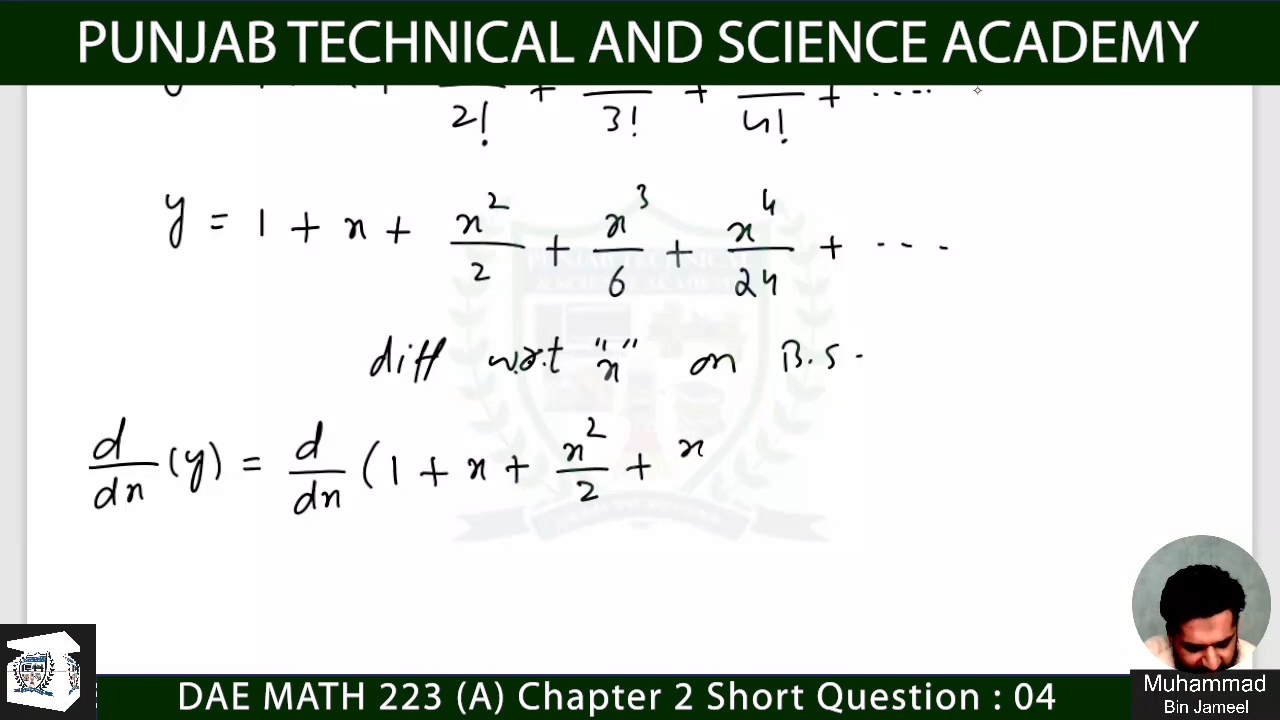 PUNJAB TECHNICAL AND SCIENCE ACADEMY
2! + 3! + 4! + ....
y = 1 + x + x²/2 + x³/6 + x⁴/24 + ---
diff w.r.t "x" on B.S.
d/dx (y) = d/dx (1 + x + x²/2 + x
Muhammad
Bin Jameel
DAE MATH 223 (A) Chapter 2 Short Question : 04